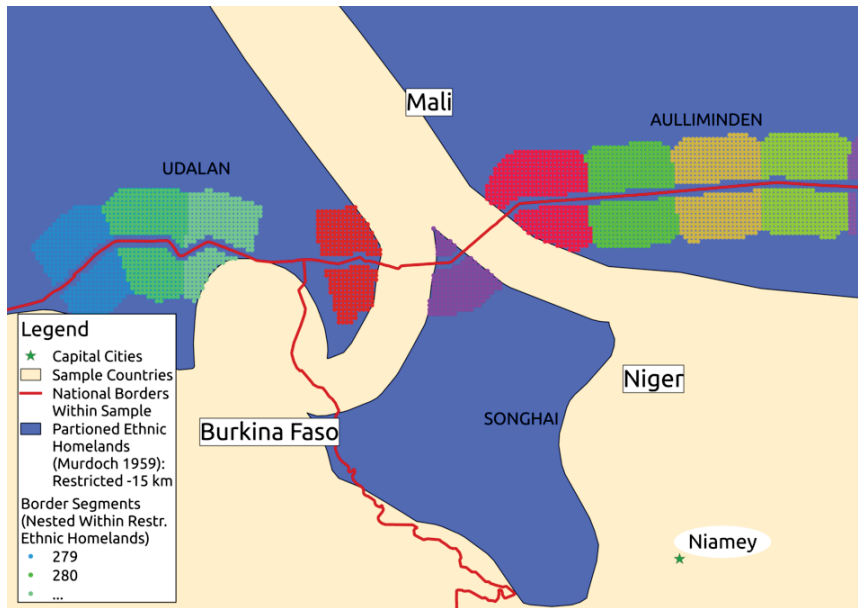 Mali
AULLIMINDEN
UDALAN
Legend
Capital Cities
Sample Countries
National Borders
Within Sample
Partioned Ethnic
Homelands
(Murdoch 1959):
Restricted -15 km
Border Segments
(Nested Within Restr.
Ethnic Homelands)
279
280
...
Niger
Burkina Faso
SONGHAI
Niamey